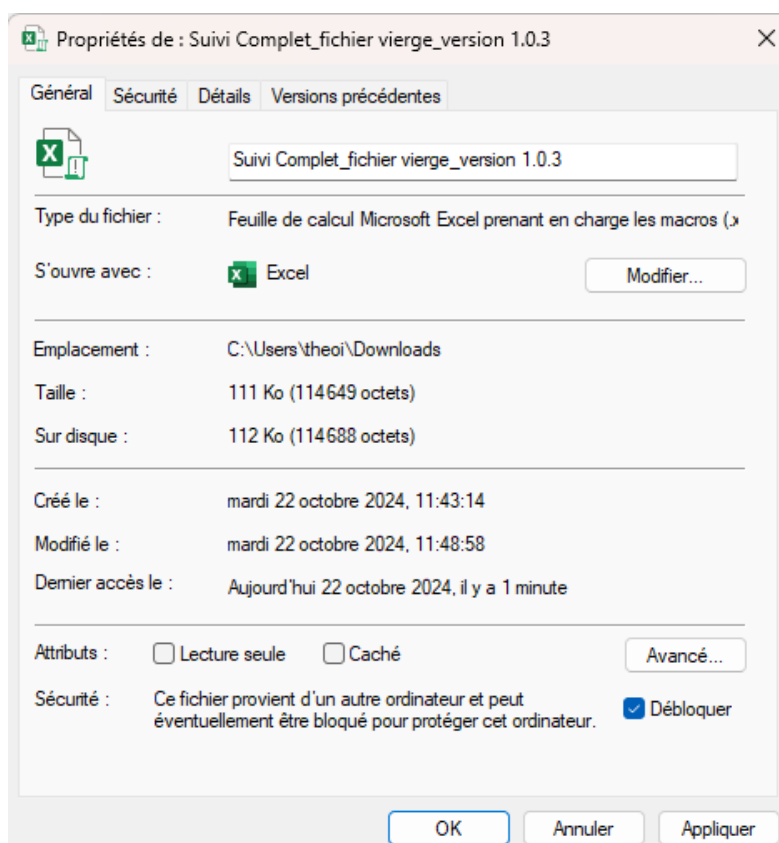 Propriétés de : Suivi Complet_fichier vierge_version 1.0.3
Général Sécurité Détails Versions précédentes
Suivi Complet_fichier vierge_version 1.0.3
Type du fichier : Feuille de calcul Microsoft Excel prenant en charge les macros (.x
S'ouvre avec : Excel Modifier...
Emplacement : C:\Users\theoi\Downloads
Taille : 111 Ko (114 649 octets)
Sur disque : 112 Ko (114 688 octets)
Créé le : mardi 22 octobre 2024, 11:43:14
Modifié le : mardi 22 octobre 2024, 11:48:58
Dernier accès le : Aujourd'hui 22 octobre 2024, il y a 1 minute
Attributs : Lecture seule Caché Avancé...
Sécurité : Ce fichier provient d'un autre ordinateur et peut
éventuellement être bloqué pour protéger cet ordinateur. Débloquer
OK Annuler Appliquer